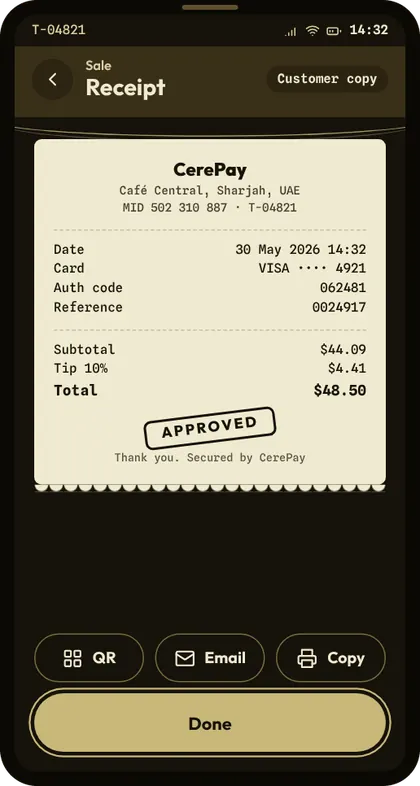 T-04821 14:32
Sale
Receipt
Customer copy
CerePay
Café Central, Sharjah, UAE
MID 502 310 887 · T-04821
Date 30 May 2026 14:32
Card VISA ···· 4921
Auth code 062481
Reference 0024917
Subtotal $44.09
Tip 10% $4.41
Total $48.50
APPROVED
Thank you. Secured by CerePay
QR Email Copy
Done